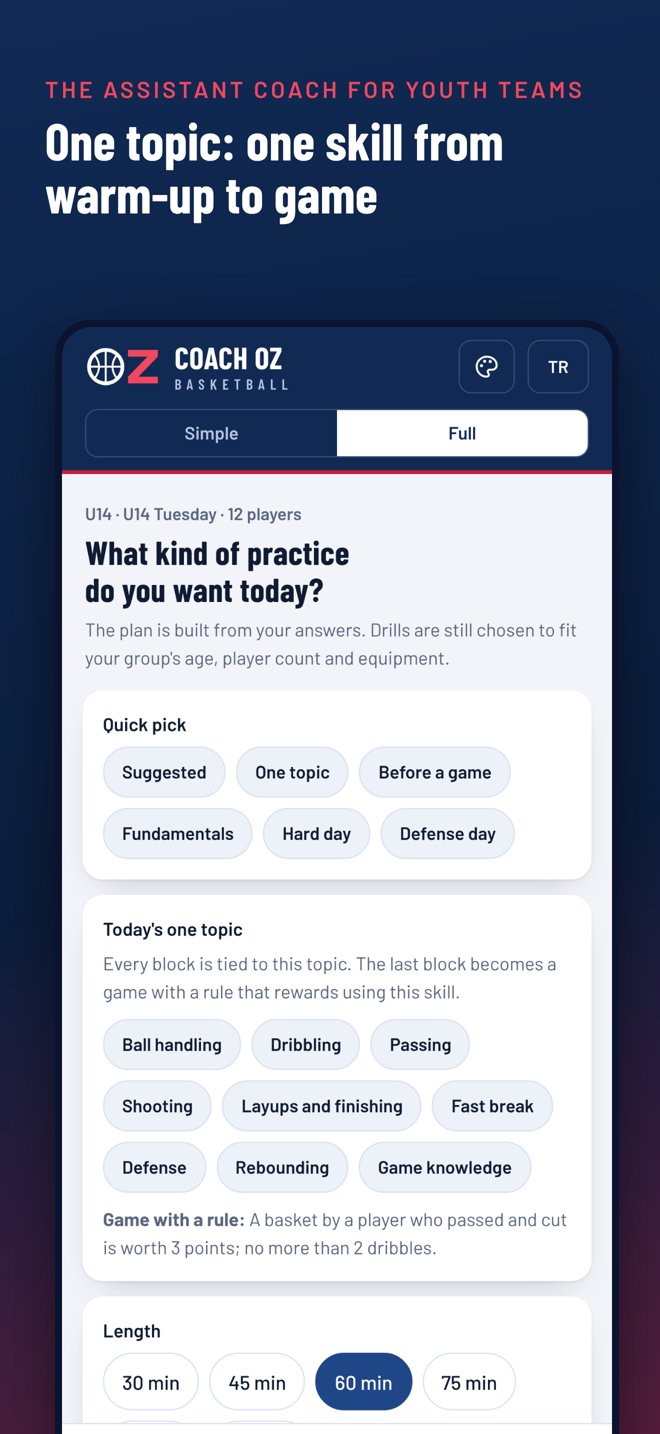 THE ASSISTANT COACH FOR YOUTH TEAMS
One topic: one skill from
warm-up to game
OZ COACH OZ
BASKETBALL
TR
Simple Full
U14 · U14 Tuesday · 12 players
What kind of practice
do you want today?
The plan is built from your answers. Drills are still chosen to fit
your group's age, player count and equipment.
Quick pick
Suggested One topic Before a game
Fundamentals Hard day Defense day
Today's one topic
Every block is tied to this topic. The last block becomes a
game with a rule that rewards using this skill.
Ball handling Dribbling Passing
Shooting Layups and finishing Fast break
Defense Rebounding Game knowledge
Game with a rule: A basket by a player who passed and cut
is worth 3 points; no more than 2 dribbles.
Length
30 min 45 min 60 min 75 min